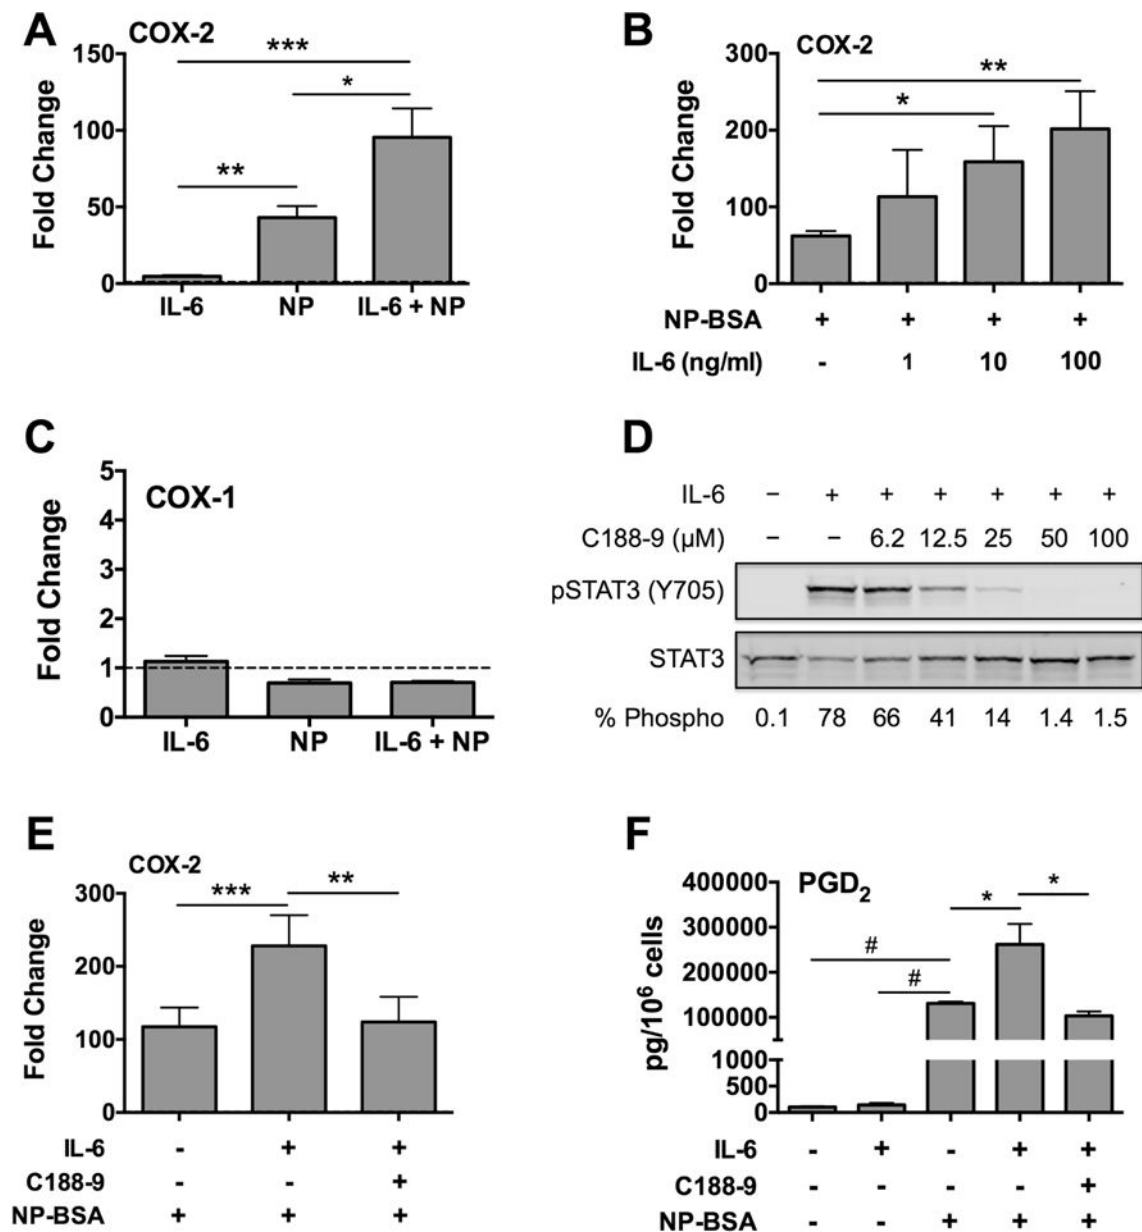 A
COX-2
Fold Change
150
100
50
0
***
*
**
IL-6 NP IL-6 + NP
B
COX-2
Fold Change
300
200
100
0
**
*
NP-BSA + + + +
IL-6 (ng/ml) - 1 10 100
C
COX-1
Fold Change
5
4
3
2
1
0
IL-6 NP IL-6 + NP
D
IL-6 – + + + + + +
C188-9 (µM) – – 6.2 12.5 25 50 100
pSTAT3 (Y705)
STAT3
% Phospho 0.1 78 66 41 14 1.4 1.5
E
COX-2
Fold Change
300
200
100
0
*** **
IL-6 - + +
C188-9 - - +
NP-BSA + + +
F
PGD₂
pg/10⁶ cells
500000
400000
300000
200000
100000
1000
500
0
* *
#
#
IL-6 - + - + +
C188-9 - - - - +
NP-BSA - - + + +